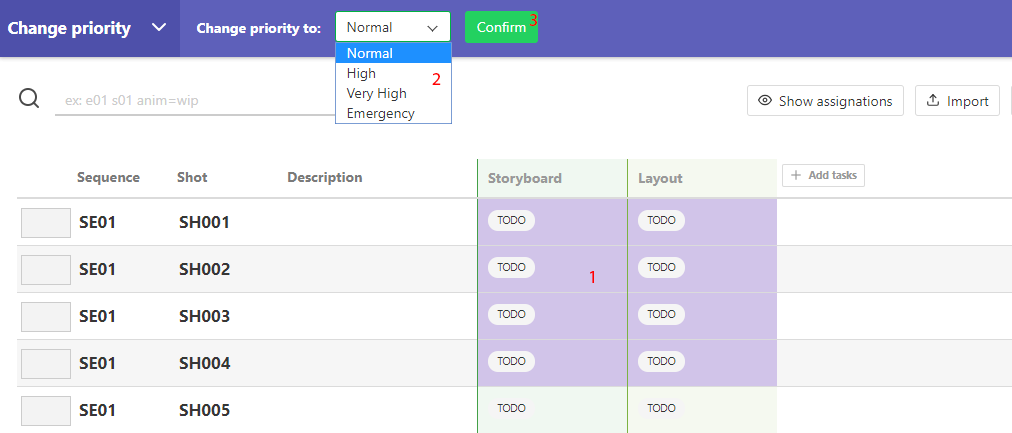 Change priority Change priority to: Normal Confirm 3
Normal
High 2
Very High
Emergency
ex: e01 s01 anim=wip Show assignations Import
Sequence Shot Description Storyboard Layout Add tasks
SE01 SH001 TODO TODO
SE01 SH002 TODO 1 TODO
SE01 SH003 TODO TODO
SE01 SH004 TODO TODO
SE01 SH005 TODO TODO